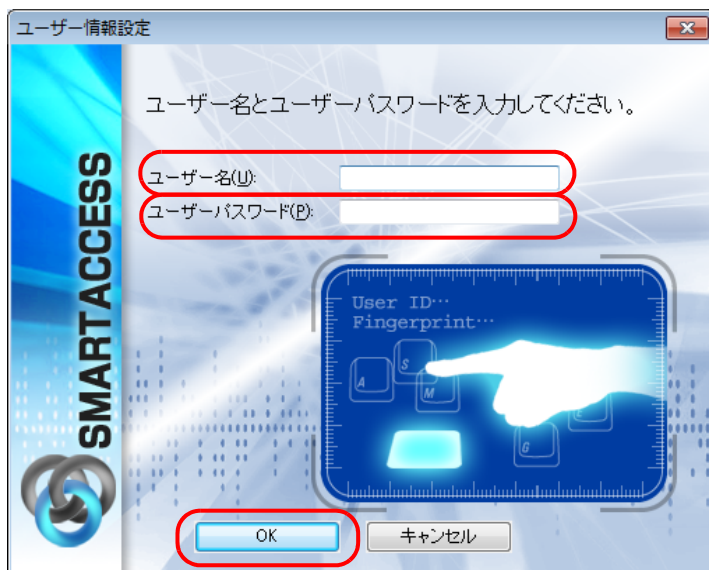 ユーザー情報設定
ユーザー名とユーザーパスワードを入力してください。
ユーザー名(U):
ユーザーパスワード(P):
SMARTACCESS
User ID…
Fingerprint…
S
A
M
E
G
OK
キャンセル